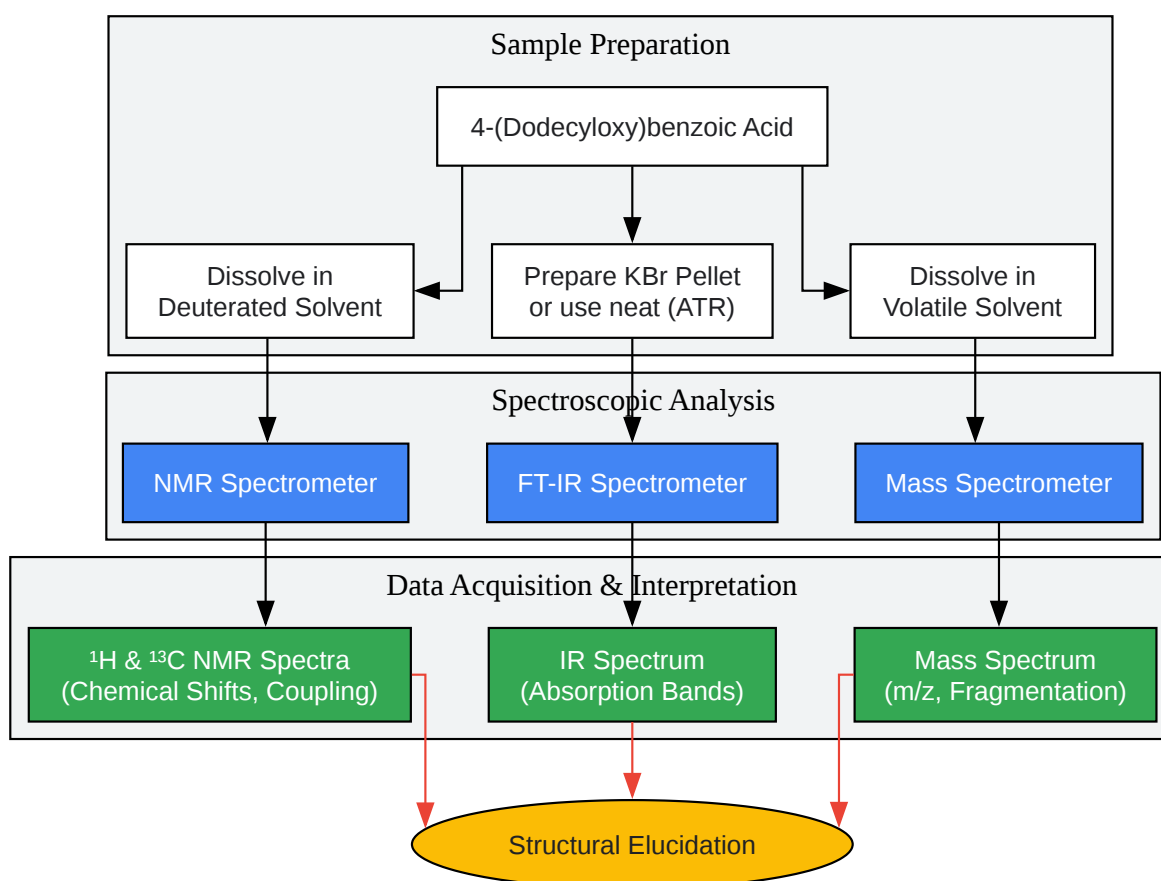 Sample Preparation
4-(Dodecyloxy)benzoic Acid
Dissolve in
Deuterated Solvent
Prepare KBr Pellet
or use neat (ATR)
Dissolve in
Volatile Solvent
Spectroscopic Analysis
NMR Spectrometer
FT-IR Spectrometer
Mass Spectrometer
Data Acquisition & Interpretation
¹H & ¹³C NMR Spectra
(Chemical Shifts, Coupling)
IR Spectrum
(Absorption Bands)
Mass Spectrum
(m/z, Fragmentation)
Structural Elucidation